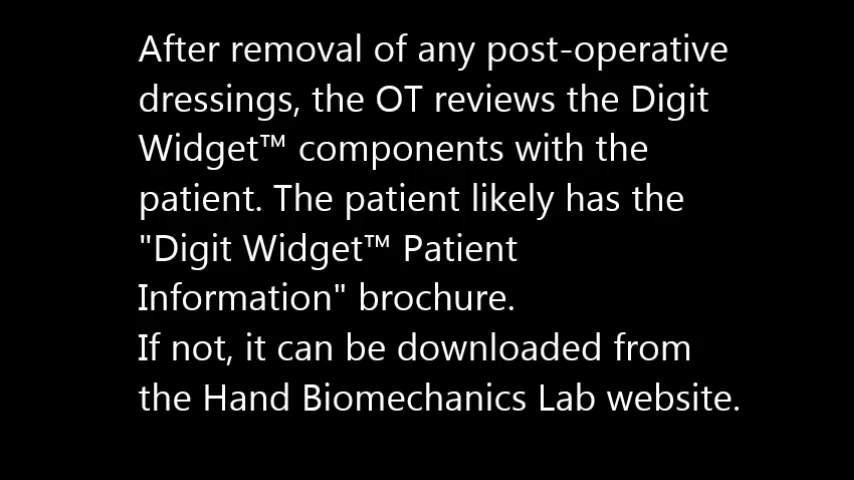 After removal of any post-operative
dressings, the OT reviews the Digit
Widget™ components with the
patient. The patient likely has the
"Digit Widget™ Patient
Information" brochure.
If not, it can be downloaded from
the Hand Biomechanics Lab website.